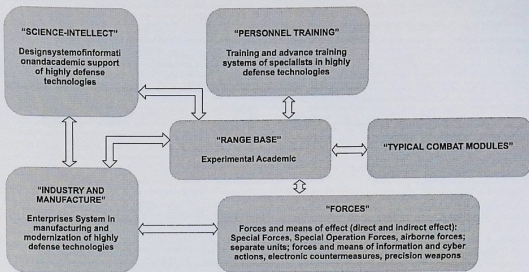 "SCIENCE-INTELLECT"
Designsystemofinformati
onandacademic support
of highly defense
technologies
"PERSONNEL TRAINING"
Training and advance training
systems of specialists in highly
defense technologies
"RANGE BASE"
Experimental Academic
"TYPICAL COMBAT MODULES"
"INDUSTRY AND
MANUFACTURE"
Enterprises System in
manufacturing and
modernization of highly
defense technologies
"FORCES"
Forces and means of effect (direct and indirect effect):
Special Forces, Special Operation Forces, airborne forces;
separate units; forces and means of information and cyber
actions, electronic countermeasures, precision weapons